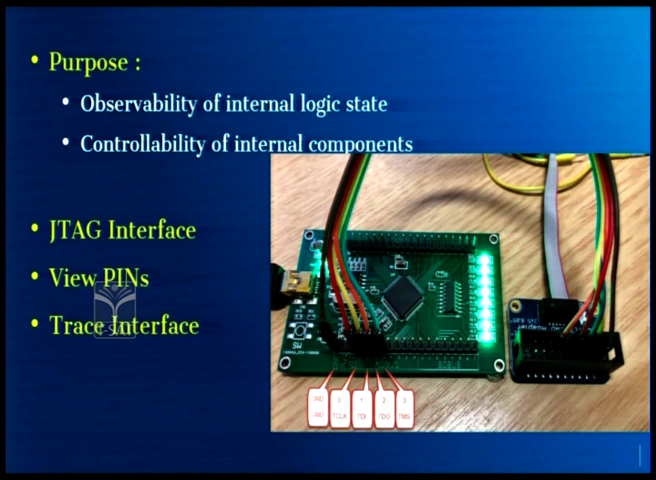 • Purpose :
• Observability of internal logic state
• Controllability of internal components
• JTAG Interface
• View PINs
• Trace Interface
GND 0 1 2 3
GND TCLK TDI TDO TMS